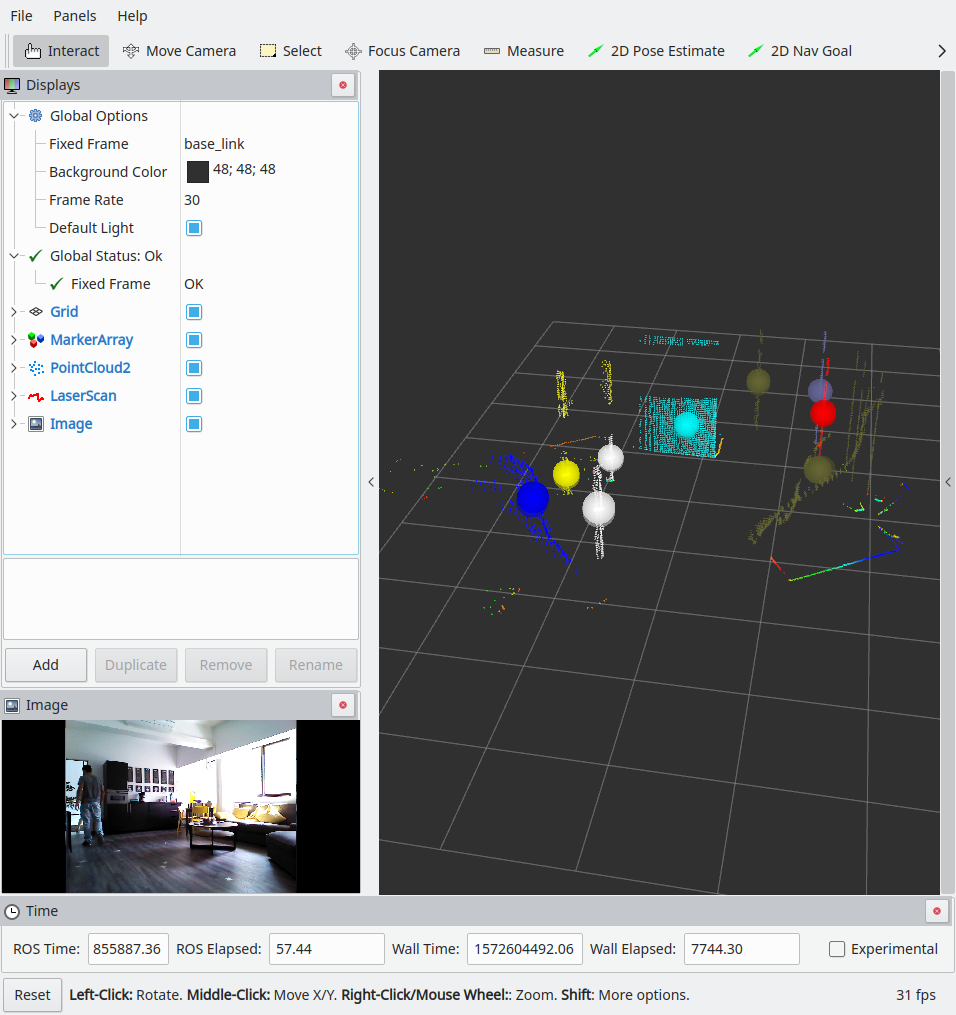 File Panels Help
Interact Move Camera Select Focus Camera Measure 2D Pose Estimate 2D Nav Goal
Displays
Global Options
Fixed Frame base_link
Background Color 48; 48; 48
Frame Rate 30
Default Light
Global Status: Ok
Fixed Frame OK
Grid
MarkerArray
PointCloud2
LaserScan
Image
Add Duplicate Remove Rename
Image
Time
ROS Time: 855887.36 ROS Elapsed: 57.44 Wall Time: 1572604492.06 Wall Elapsed: 7744.30 Experimental
Reset Left-Click: Rotate. Middle-Click: Move X/Y. Right-Click/Mouse Wheel:: Zoom. Shift: More options. 31 fps